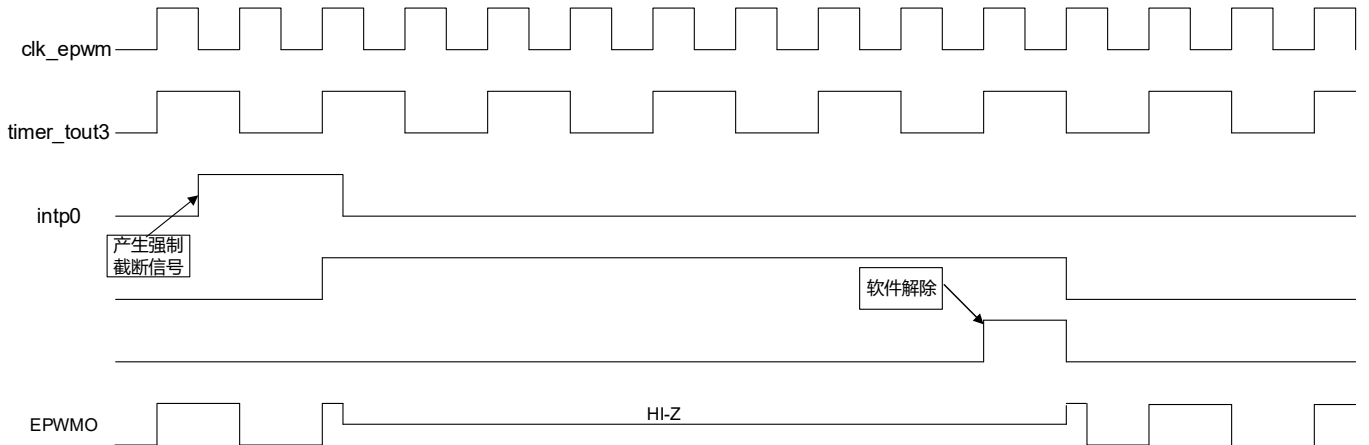 clk_epwm
timer_tout3
intp0
产生强制
截断信号
软件解除
HI-Z
EPWMO